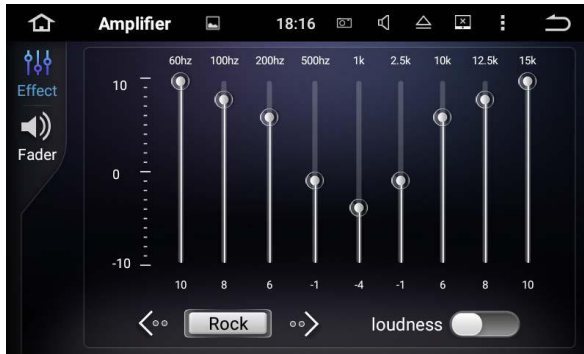 Amplifier 18:16
60hz 100hz 200hz 500hz 1k 2.5k 10k 12.5k 15k
Effect
10
Fader
0
-10
10 8 6 -1 -4 -1 6 8 10
Rock loudness